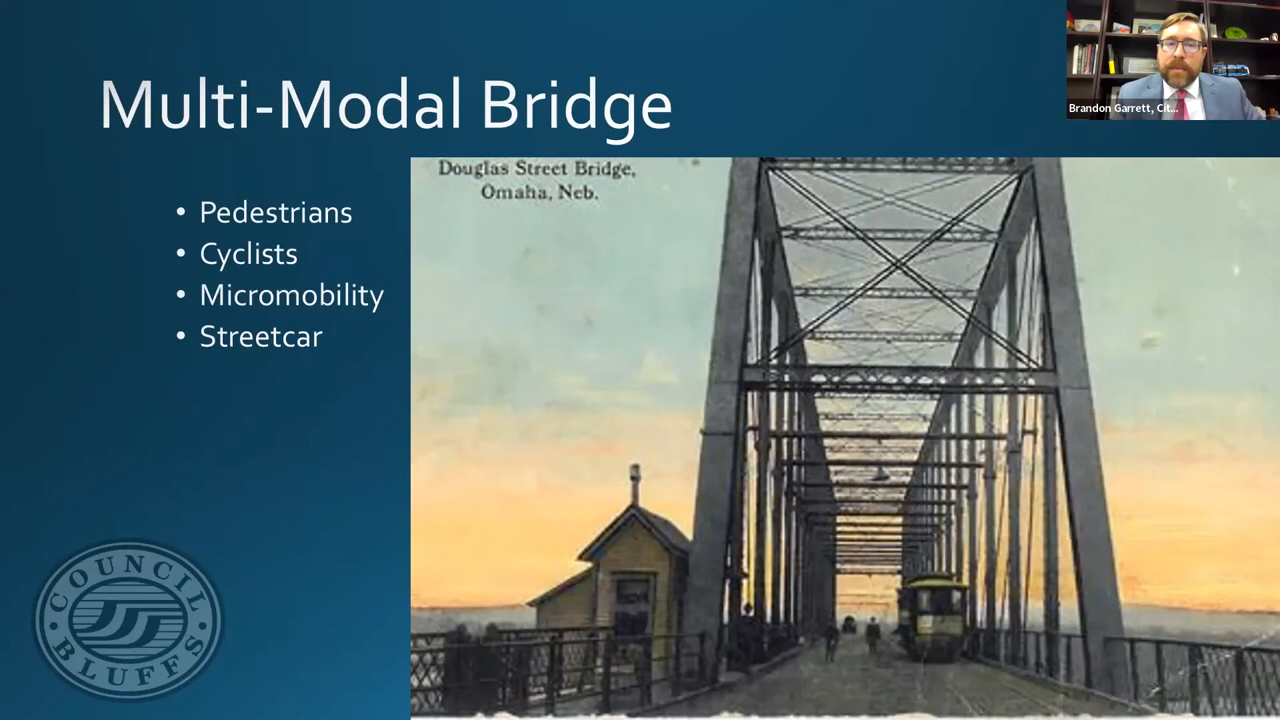 Multi-Modal Bridge
Brandon Garrett, Cit...
• Pedestrians
• Cyclists
• Micromobility
• Streetcar
Douglas Street Bridge,
Omaha, Neb.
COUNCIL
BLUFFS